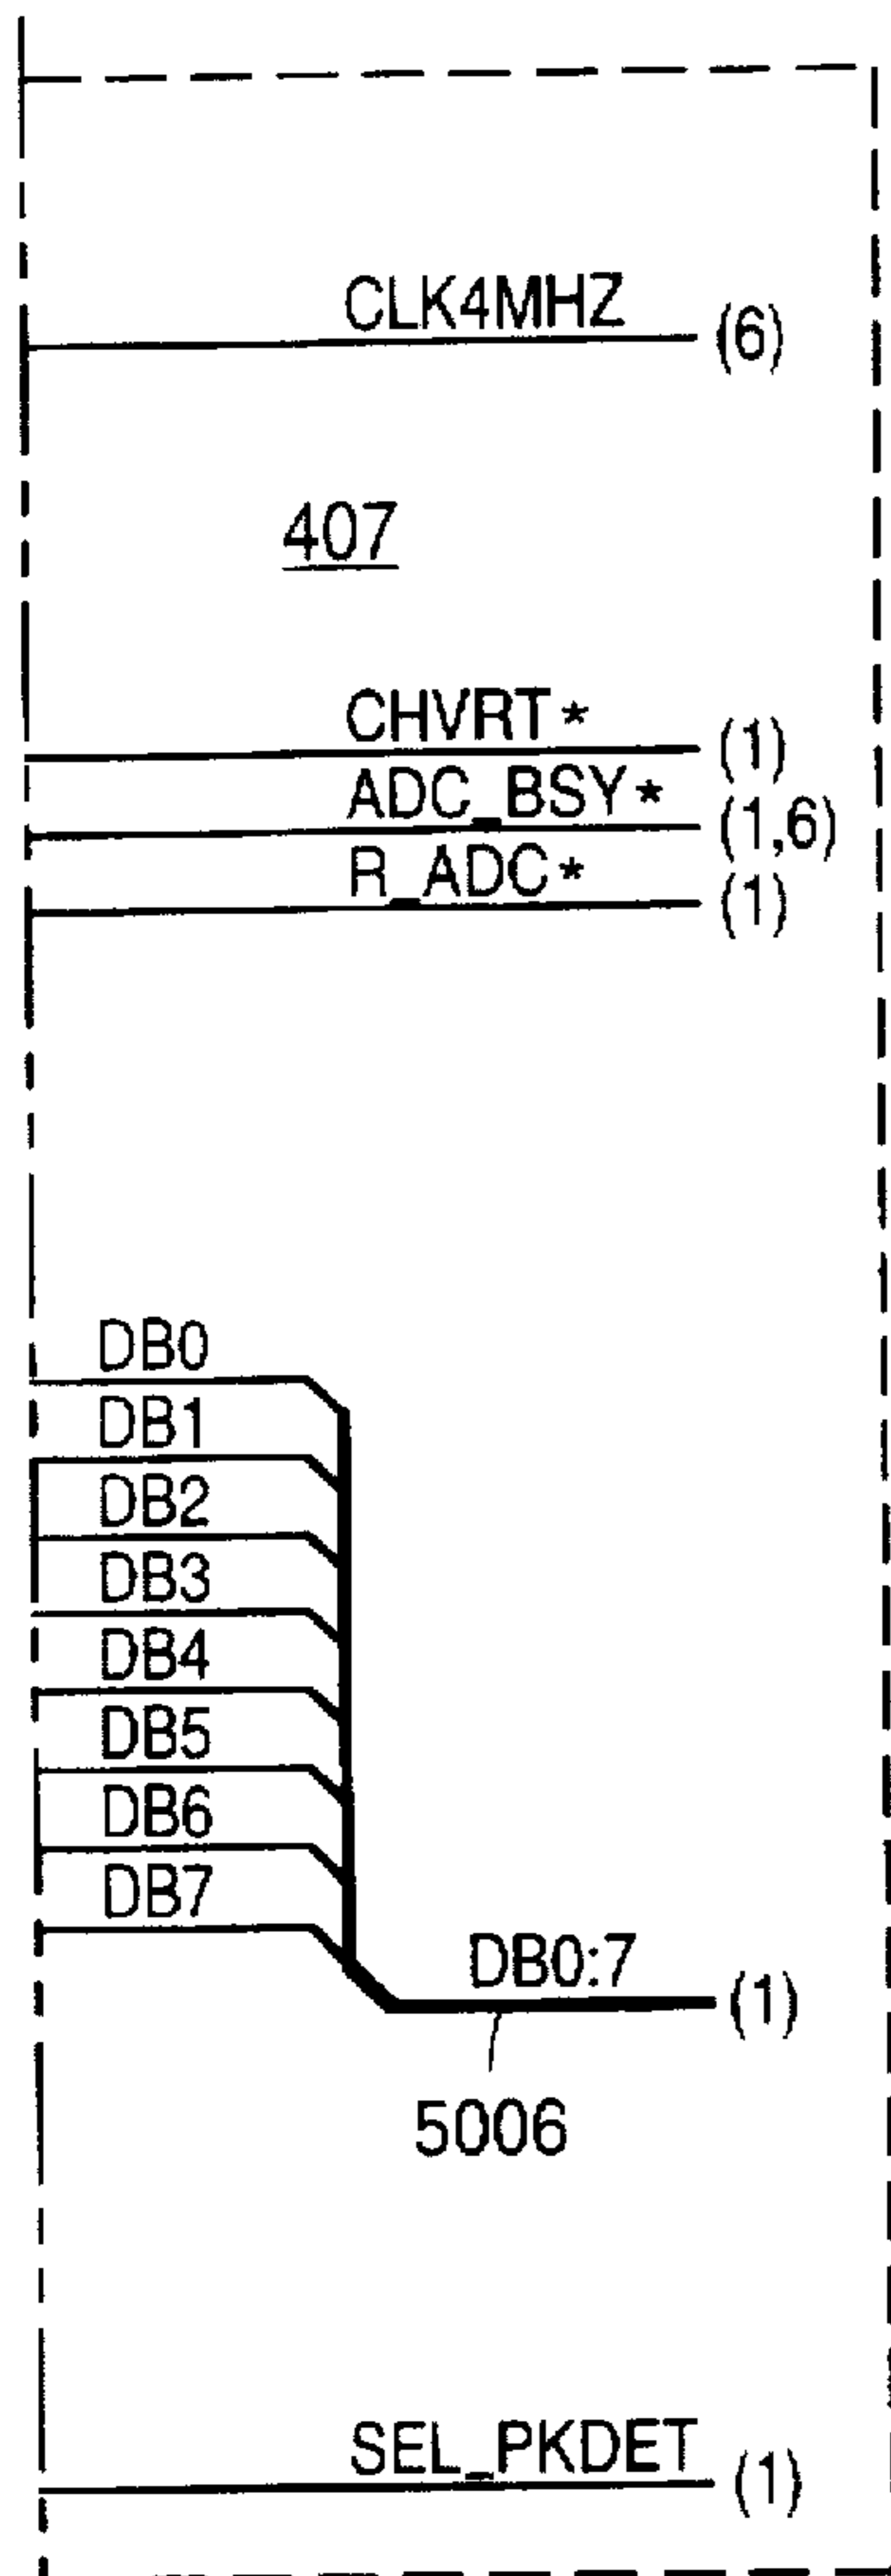 CLK4MHZ (6)
407
CHVRT* (1)
ADC_BSY* (1,6)
R_ADC* (1)
DB0
DB1
DB2
DB3
DB4
DB5
DB6
DB7
DB0:7 (1)
5006
SEL_PKDET (1)